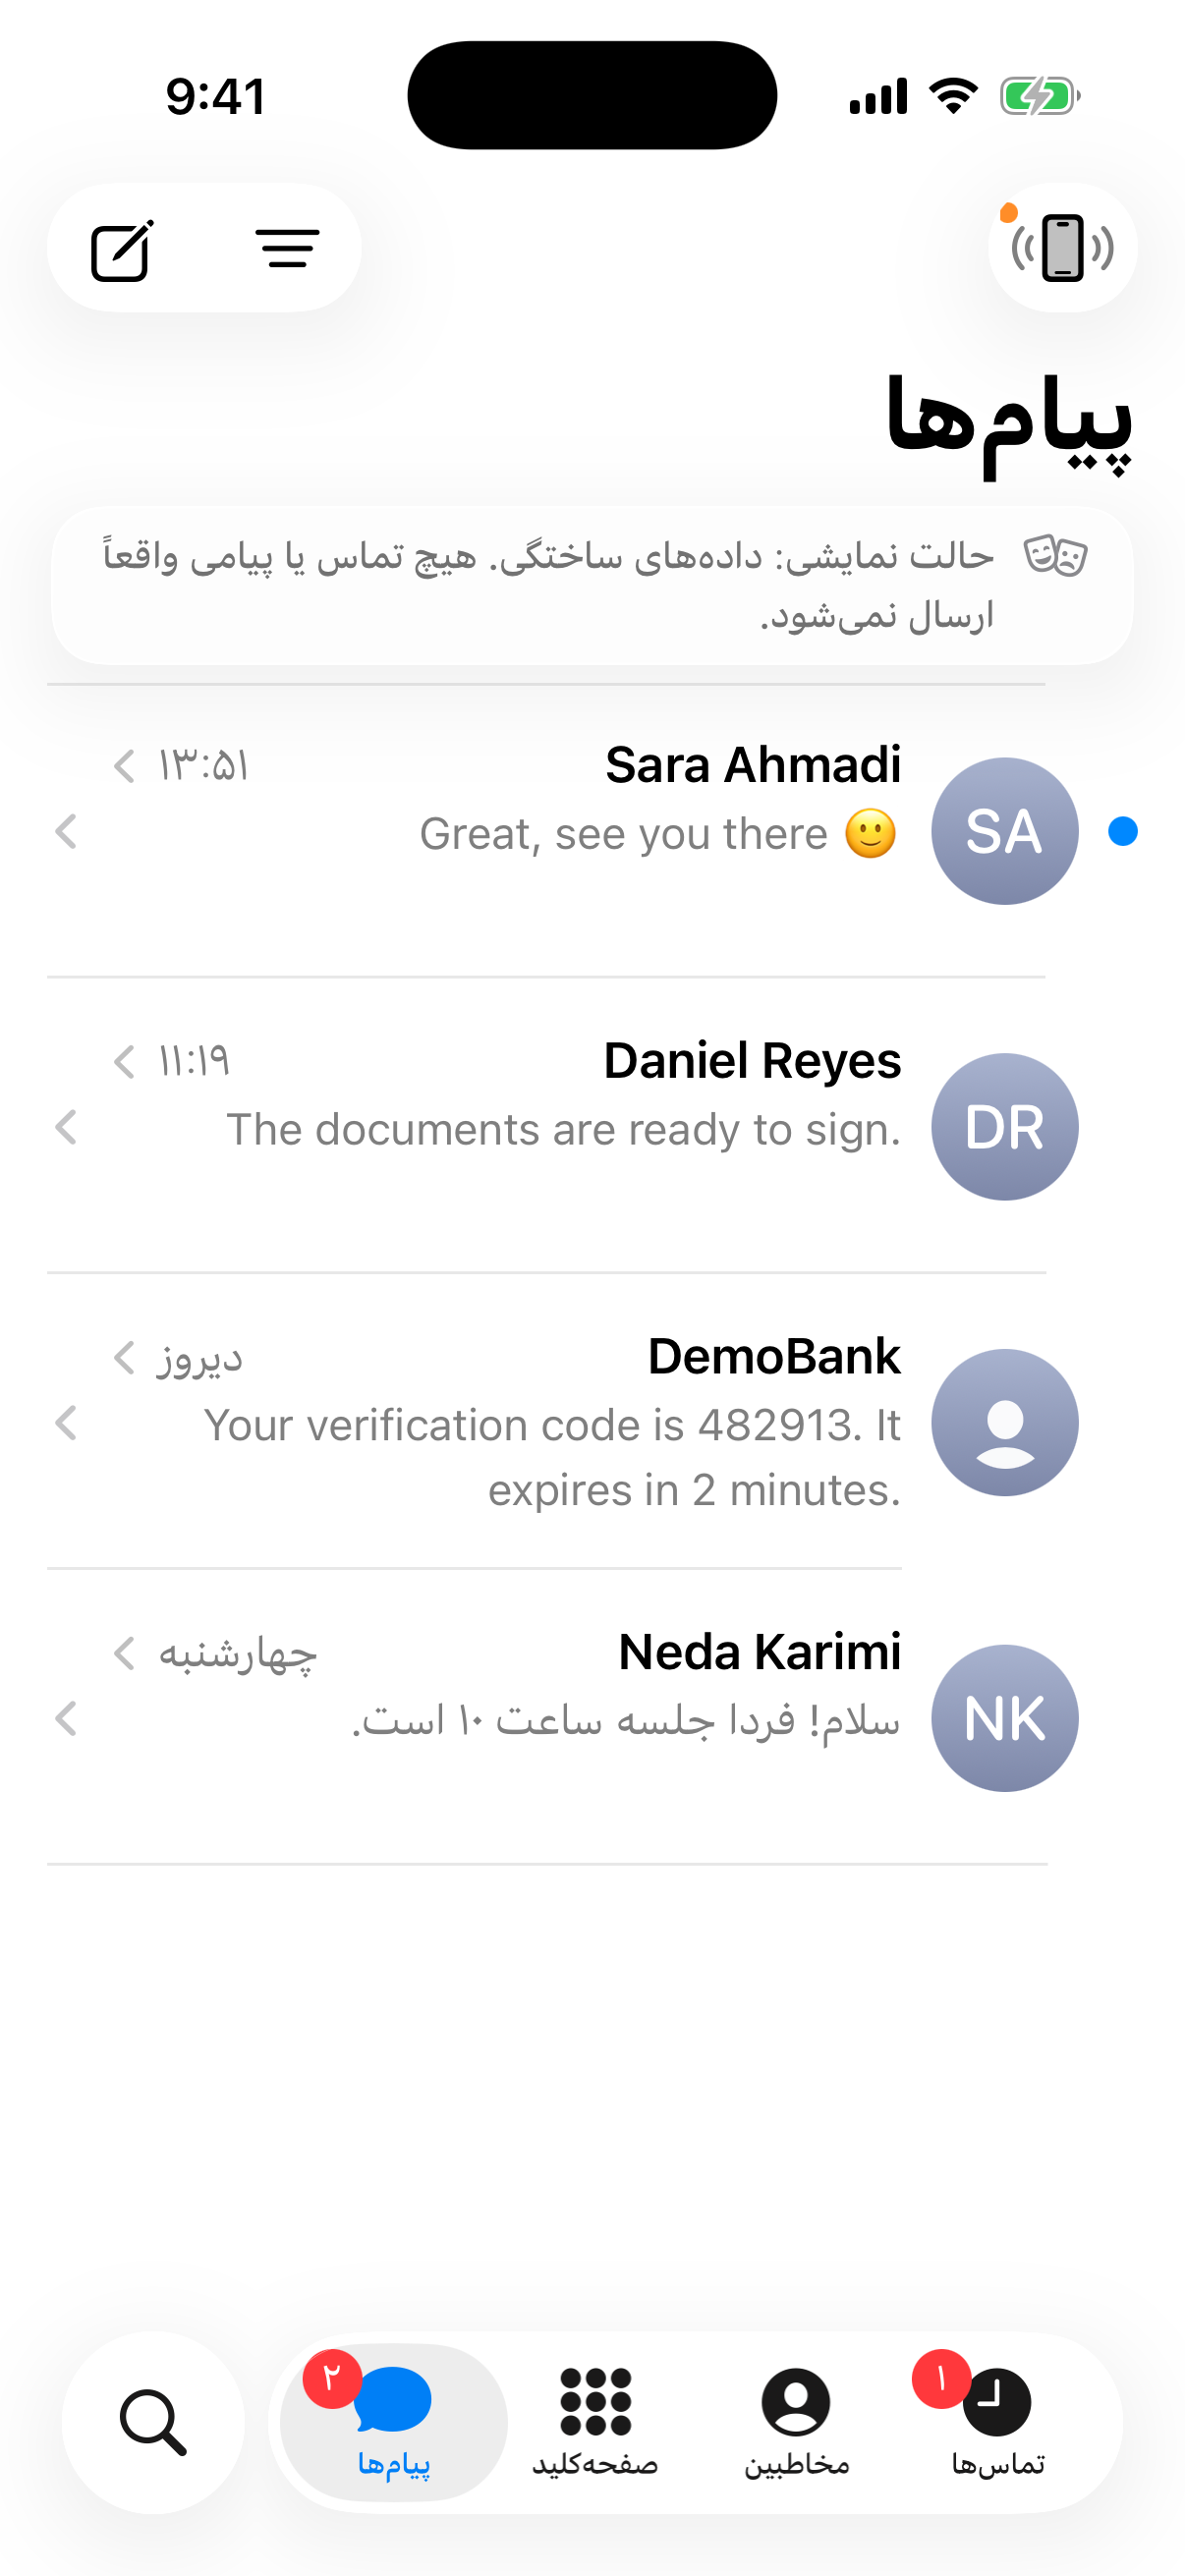 9:41
پیام‌ها
حالت نمایشی: داده‌های ساختگی. هیچ تماس یا پیامی واقعاً
ارسال نمی‌شود.
Sara Ahmadi
۱۳:۵۱
SA
Great, see you there 🙂
Daniel Reyes
۱۱:۱۹
DR
The documents are ready to sign.
DemoBank
دیروز
Your verification code is 482913. It
expires in 2 minutes.
Neda Karimi
چهارشنبه
NK
سلام! فردا جلسه ساعت ۱۰ است.
۱
تماس‌ها
مخاطبین
صفحه‌کلید
۲
پیام‌ها